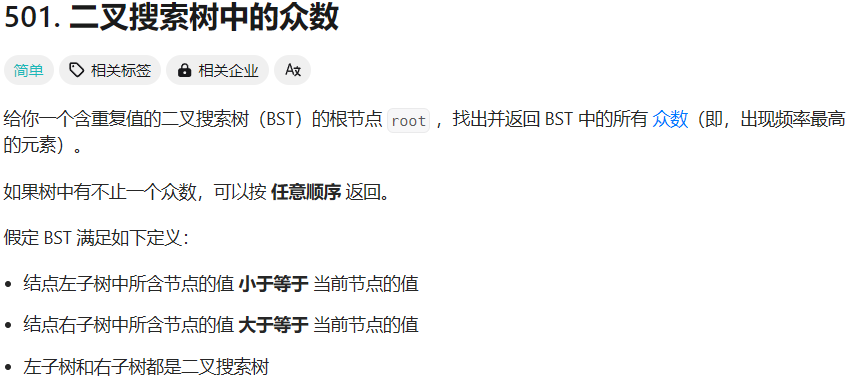 501. 二叉搜索树中的众数
简单 相关标签 相关企业 Aあ
给你一个含重复值的二叉搜索树（BST）的根节点 root ，找出并返回 BST 中的所有 众数（即，出现频率最高
的元素）。
如果树中有不止一个众数，可以按 任意顺序 返回。
假定 BST 满足如下定义：
• 结点左子树中所含节点的值 小于等于 当前节点的值
• 结点右子树中所含节点的值 大于等于 当前节点的值
• 左子树和右子树都是二叉搜索树